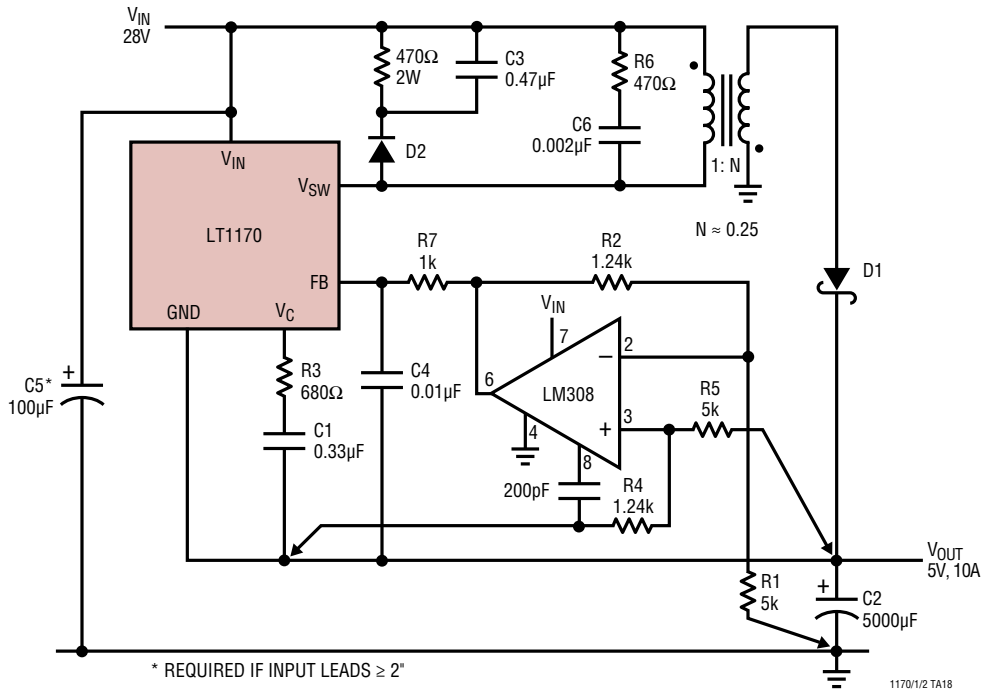 VIN
28V
470Ω
2W
C3
0.47µF
R6
470Ω
C6
0.002µF
D2
1: N
N ≈ 0.25
VIN
VSW
LT1170
FB
GND
VC
R7
1k
R2
1.24k
D1
VIN
7
2
–
6
LM308
3
+
4
8
R5
5k
C5*
100µF
+
R3
680Ω
C4
0.01µF
C1
0.33µF
200pF
R4
1.24k
VOUT
5V, 10A
R1
5k
+
C2
5000µF
* REQUIRED IF INPUT LEADS ≥ 2"
1170/1/2 TA18